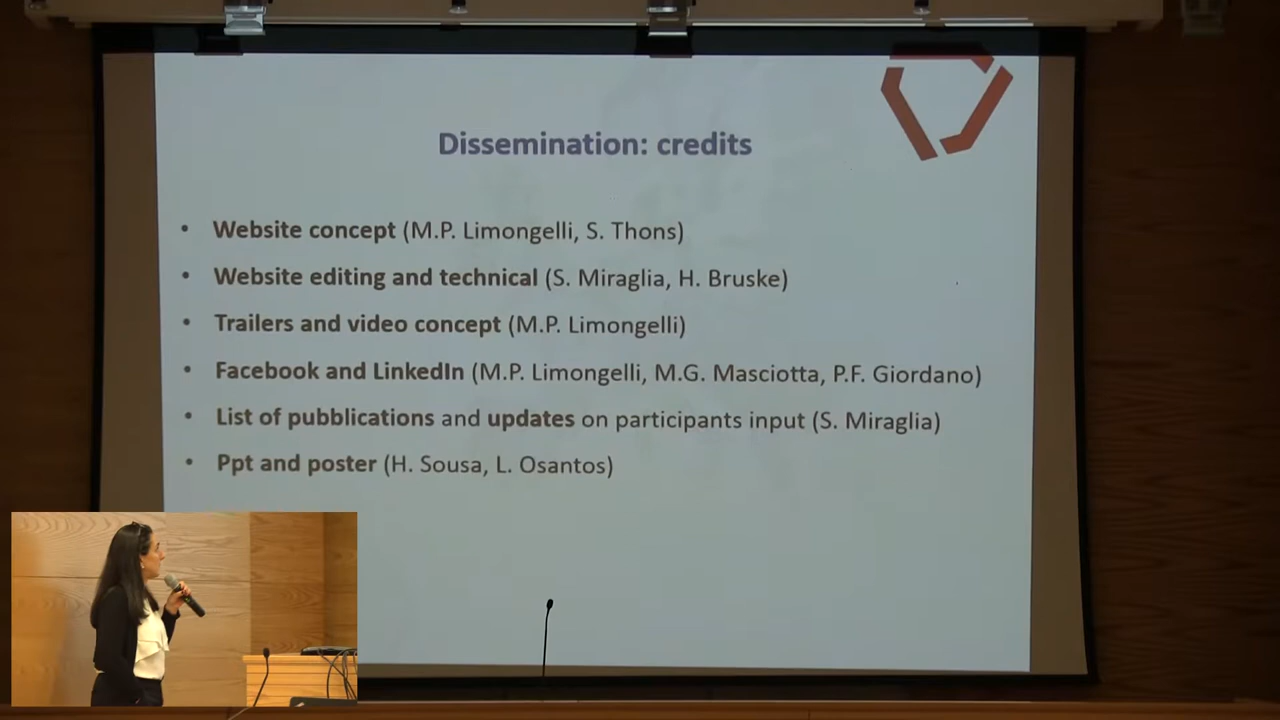 Dissemination: credits
• Website concept (M.P. Limongelli, S. Thons)
• Website editing and technical (S. Miraglia, H. Bruske)
• Trailers and video concept (M.P. Limongelli)
• Facebook and LinkedIn (M.P. Limongelli, M.G. Masciotta, P.F. Giordano)
• List of pubblications and updates on participants input (S. Miraglia)
• Ppt and poster (H. Sousa, L. Osantos)